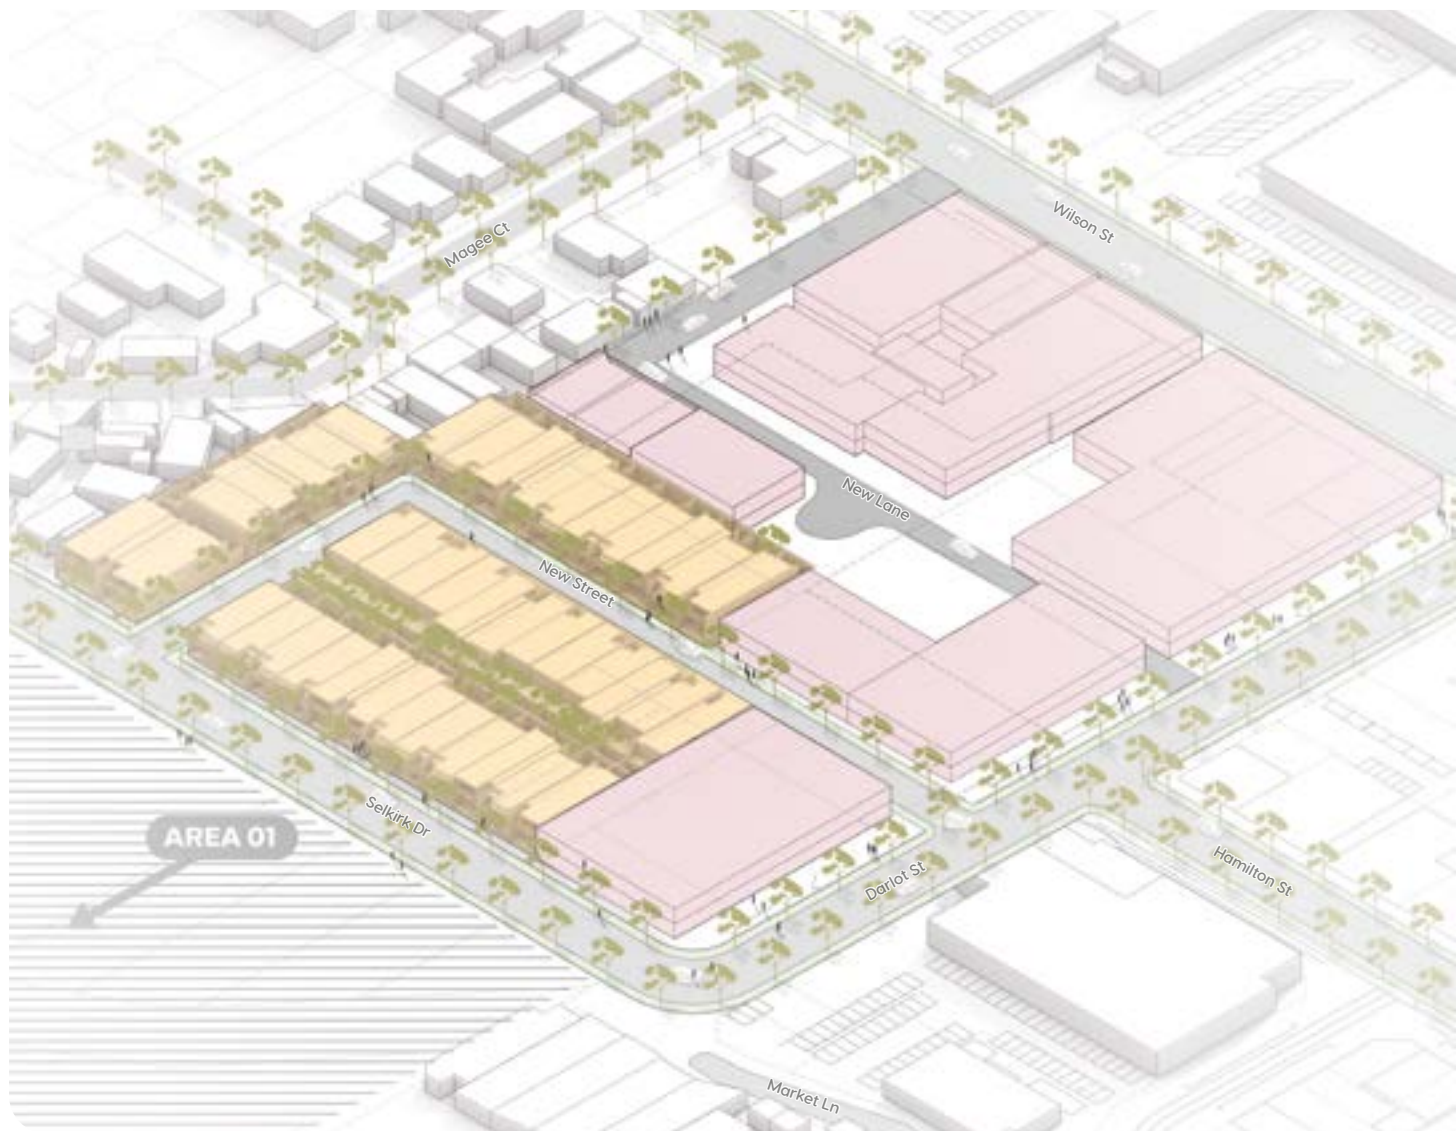 Wilson St
Magee Ct
New Lane
New Street
Selkirk Dr
AREA 01
Hamilton St
Darlot St
Market Ln